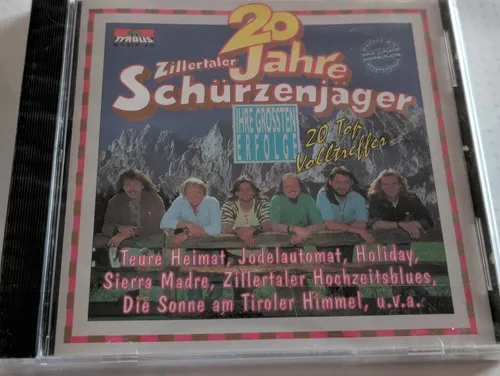 TYROLIS
20
Jahre
Zillertaler
Schürzenjäger
IHRE GRÖSSTEN
ERFOLGE
20 Top
Volltreffer
Teure Heimat, Jodelautomat, Holiday,
Sierra Madre, Zillertaler Hochzeitsblues,
Die Sonne am Tiroler Himmel, u.v.a.